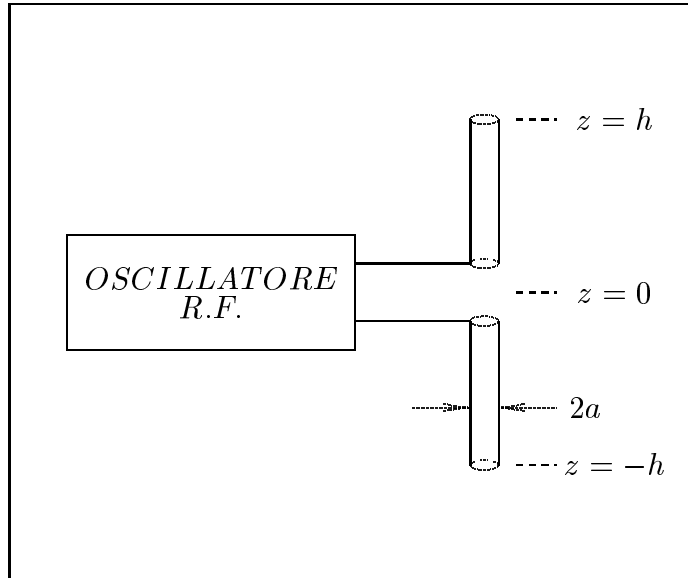 z = h
OSCILLATORE
R.F.
z = 0
2a
z = −h